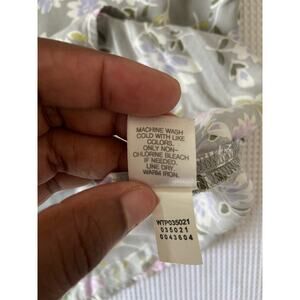 MACHINE WASH
COLD WITH LIKE
COLORS.
ONLY NON-
CHLORINE BLEACH
IF NEEDED.
LINE DRY.
WARM IRON.
WTP035021
035021
0043604